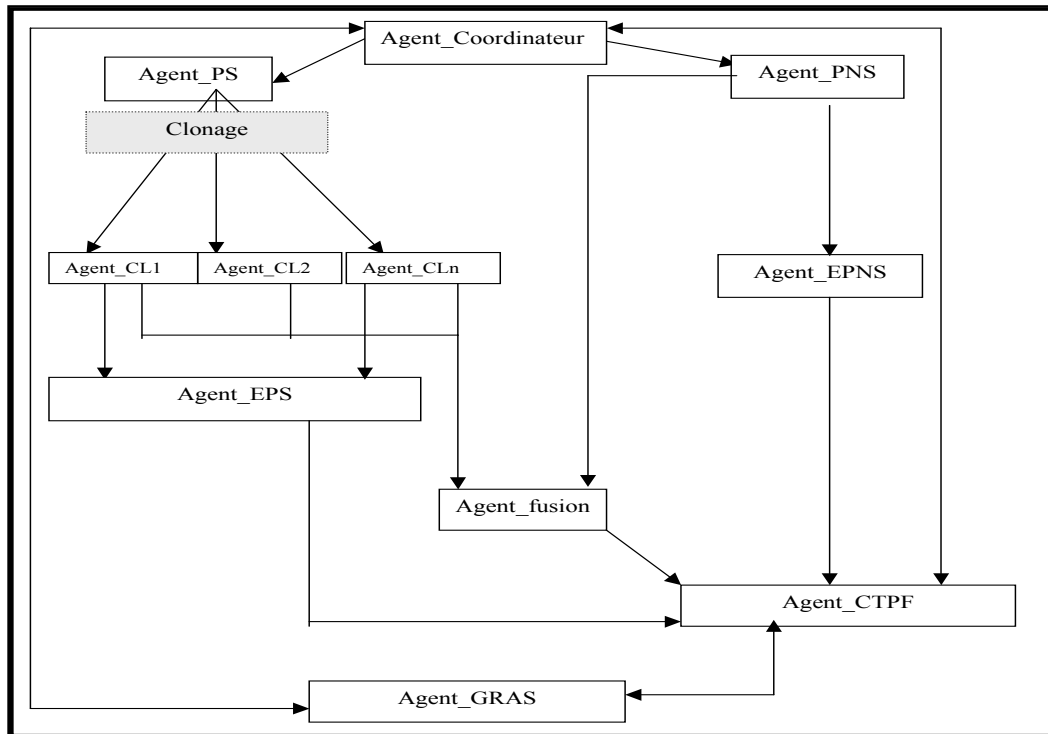 Agent_Coordinateur
Agent_PS
Agent_PNS
Clonage
Agent_CL1
Agent_CL2
Agent_CLn
Agent_EPNS
Agent_EPS
Agent_fusion
Agent_CTPF
Agent_GRAS